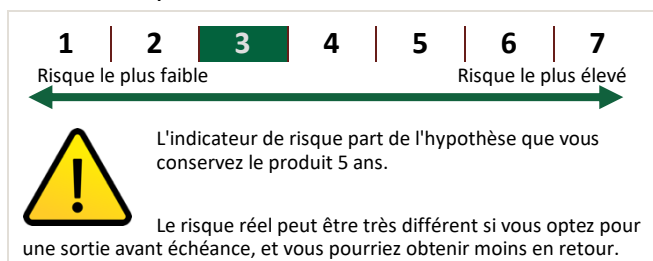 1 2 3 4 5 6 7
Risque le plus faible Risque le plus élevé
L'indicateur de risque part de l'hypothèse que vous
conservez le produit 5 ans.
Le risque réel peut être très différent si vous optez pour
une sortie avant échéance, et vous pourriez obtenir moins en retour.